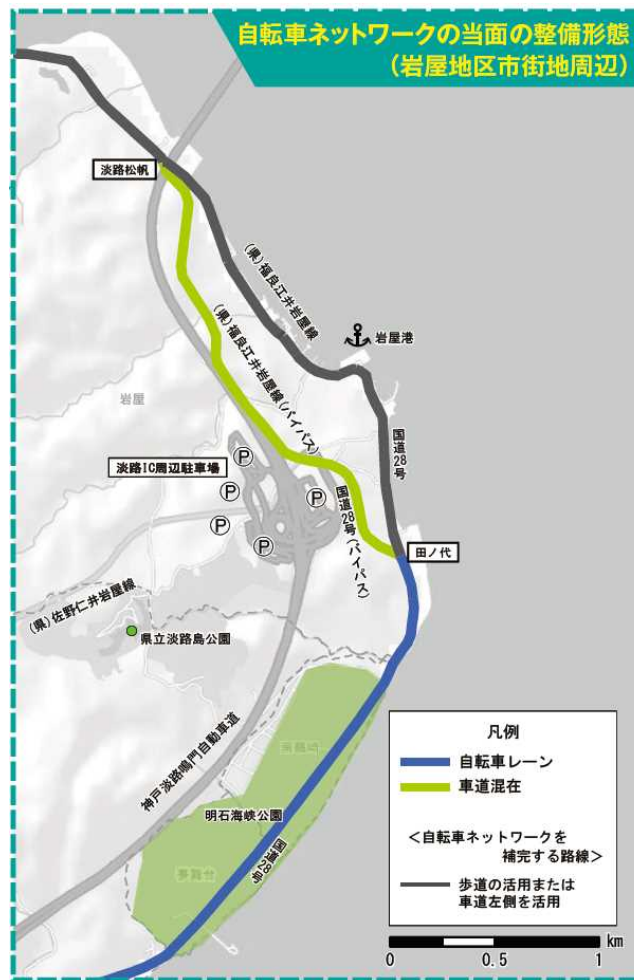 自転車ネットワークの当面の整備形態
(岩屋地区市街地周辺)
淡路松帆
(県)福良江井岩屋線
岩屋港
(県)福良江井岩屋線(バイパス)
岩屋
国道28号
淡路IC周辺駐車場
P
P
P
P
P
国道28号(バイパス)
田ノ代
(県)佐野仁井岩屋線
県立淡路島公園
神戸淡路鳴門自動車道
明石海峡公園
国道28号
夢舞台
凡例
自転車レーン
車道混在
<自転車ネットワークを
補完する路線>
歩道の活用または
車道左側を活用
km
0
0.5
1